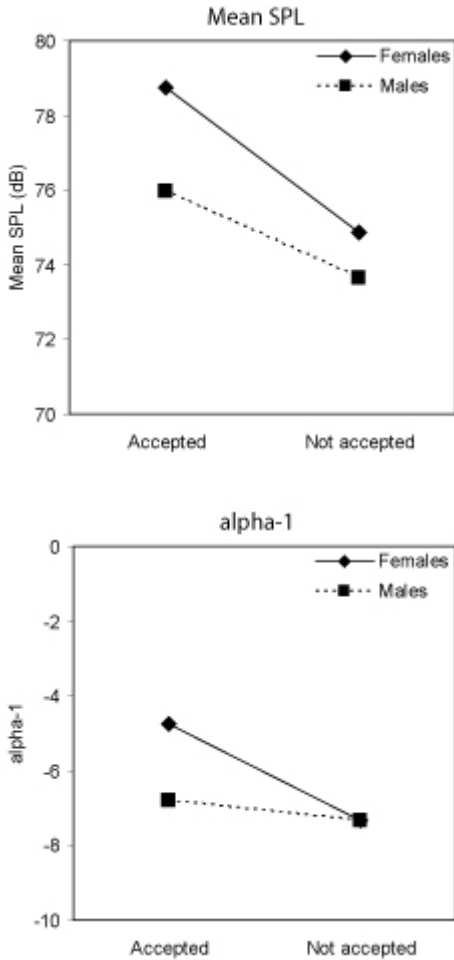 Mean SPL
80
78
76
74
72
70
Mean SPL (dB)
Females
Males
Accepted Not accepted
alpha-1
0
-2
-4
-6
-8
-10
alpha-1
Females
Males
Accepted Not accepted